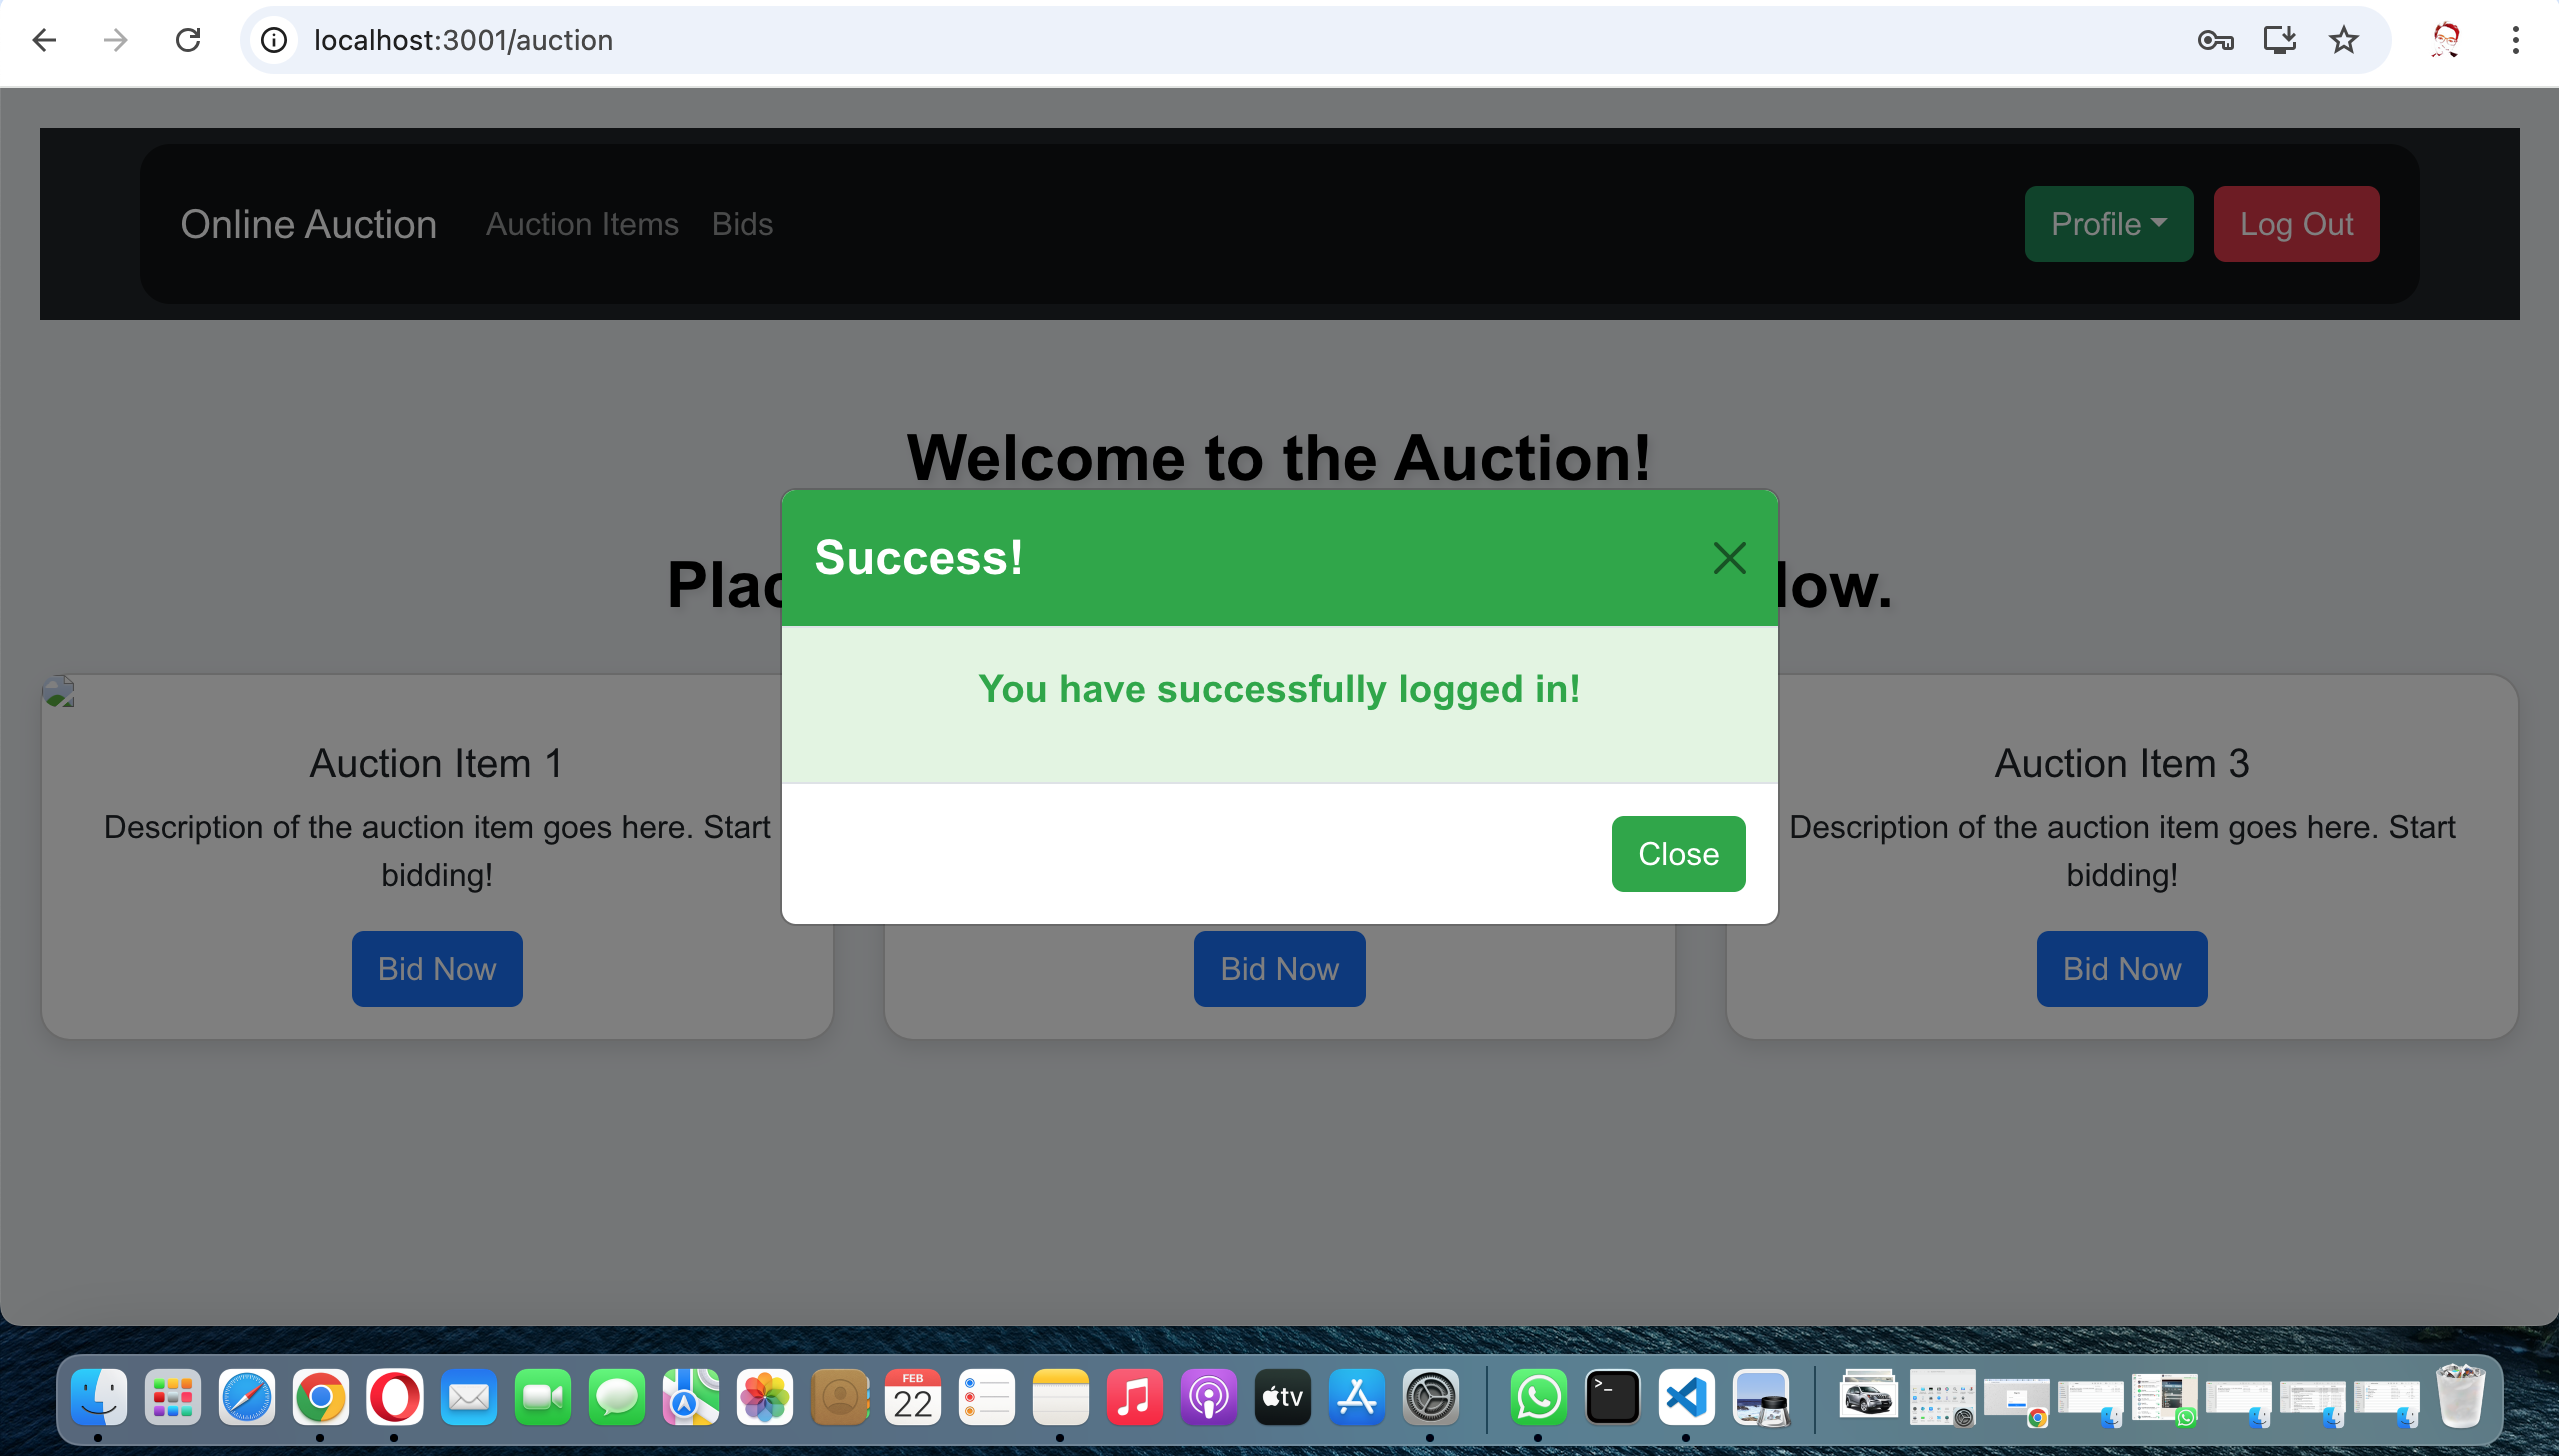 localhost:3001/auction
Online Auction Auction Items Bids Profile Log Out
Welcome to the Auction!
Success!
You have successfully logged in!
Close
Auction Item 1
Description of the auction item goes here. Start
bidding!
Bid Now
Bid Now
Auction Item 3
Description of the auction item goes here. Start
bidding!
Bid Now
FEB
22
tv